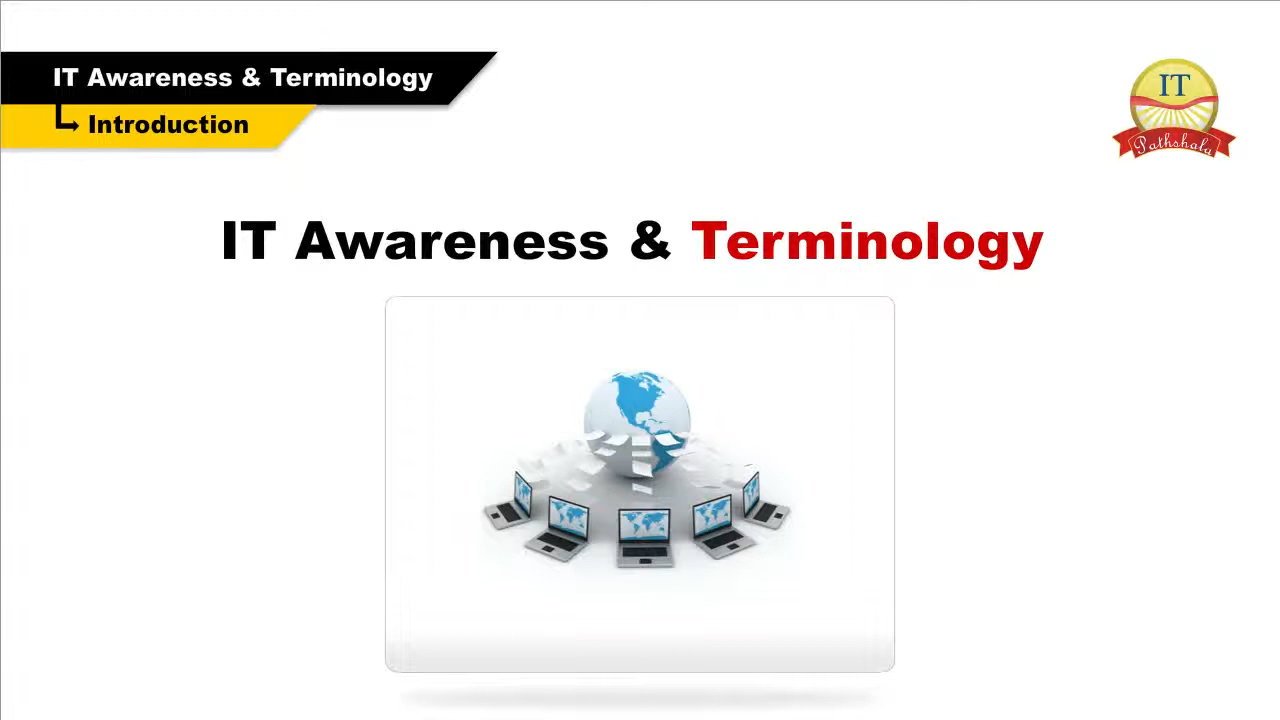 IT Awareness & Terminology
Introduction
IT
Pathshala
IT Awareness & Terminology